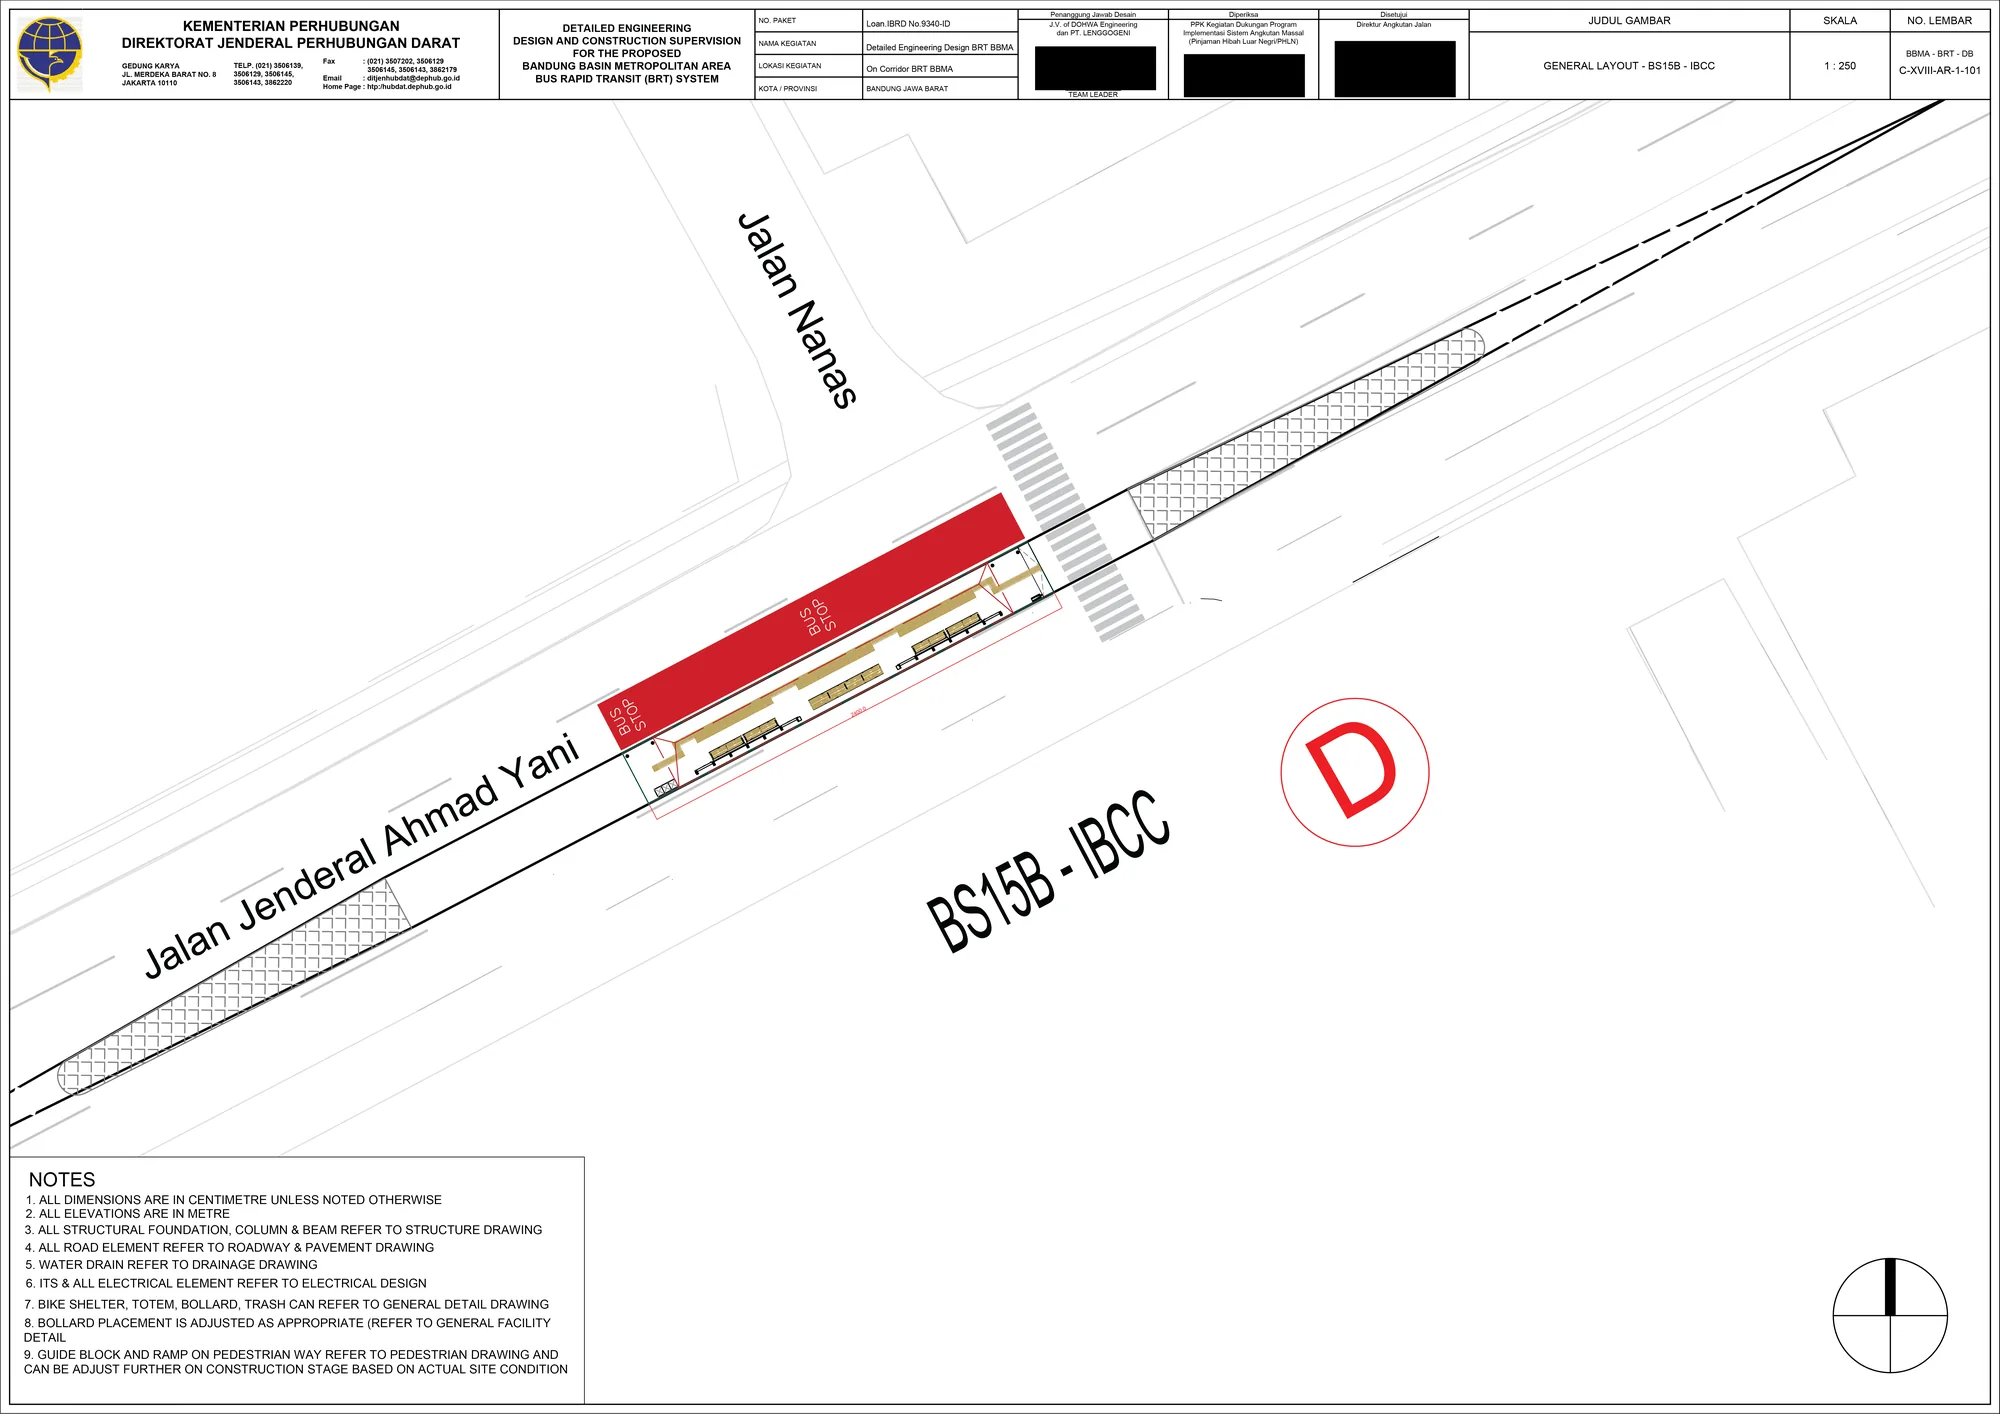 KEMENTERIAN PERHUBUNGAN
DIREKTORAT JENDERAL PERHUBUNGAN DARAT
GEDUNG KARYA
JL. MERDEKA BARAT NO. 8
JAKARTA 10110
TELP. (021) 3506139,
3506129, 3506145,
3506143, 3862220
Fax : (021) 3507202, 3506129
3506145, 3506143, 3862179
Email : ditjenhubdat@dephub.go.id
Home Page : htp:/hubdat.dephub.go.id
DETAILED ENGINEERING
DESIGN AND CONSTRUCTION SUPERVISION
FOR THE PROPOSED
BANDUNG BASIN METROPOLITAN AREA
BUS RAPID TRANSIT (BRT) SYSTEM
NO. PAKET
Loan.IBRD No.9340-ID
NAMA KEGIATAN
Detailed Engineering Design BRT BBMA
LOKASI KEGIATAN
On Corridor BRT BBMA
KOTA / PROVINSI
BANDUNG JAWA BARAT
Penanggung Jawab Desain
J.V. of DOHWA Engineering
dan PT. LENGGOGENI
TEAM LEADER
Diperiksa
PPK Kegiatan Dukungan Program
Implementasi Sistem Angkutan Massal
(Pinjaman Hibah Luar Negri/PHLN)
Disetujui
Direktur Angkutan Jalan
JUDUL GAMBAR
GENERAL LAYOUT - BS15B - IBCC
SKALA
1 : 250
NO. LEMBAR
BBMA - BRT - DB
C-XVIII-AR-1-101
Jalan Nanas
BUS
STOP
BUS
STOP
Jalan Jenderal Ahmad Yani
BS15B - IBCC
D
NOTES
1. ALL DIMENSIONS ARE IN CENTIMETRE UNLESS NOTED OTHERWISE
2. ALL ELEVATIONS ARE IN METRE
3. ALL STRUCTURAL FOUNDATION, COLUMN & BEAM REFER TO STRUCTURE DRAWING
4. ALL ROAD ELEMENT REFER TO ROADWAY & PAVEMENT DRAWING
5. WATER DRAIN REFER TO DRAINAGE DRAWING
6. ITS & ALL ELECTRICAL ELEMENT REFER TO ELECTRICAL DESIGN
7. BIKE SHELTER, TOTEM, BOLLARD, TRASH CAN REFER TO GENERAL DETAIL DRAWING
8. BOLLARD PLACEMENT IS ADJUSTED AS APPROPRIATE (REFER TO GENERAL FACILITY
DETAIL
9. GUIDE BLOCK AND RAMP ON PEDESTRIAN WAY REFER TO PEDESTRIAN DRAWING AND
CAN BE ADJUST FURTHER ON CONSTRUCTION STAGE BASED ON ACTUAL SITE CONDITION